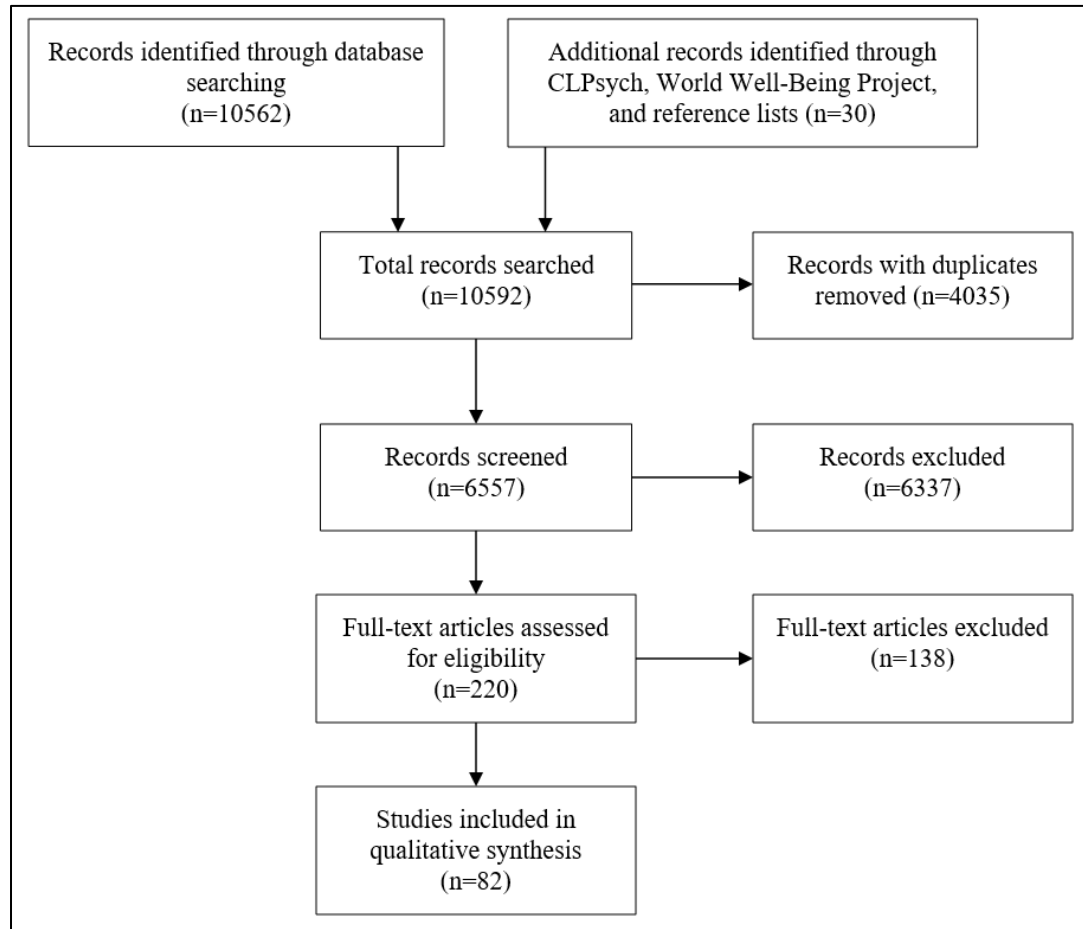 Records identified through database
searching
(n=10562)
Additional records identified through
CLPsych, World Well-Being Project,
and reference lists (n=30)
Total records searched
(n=10592)
Records with duplicates
removed (n=4035)
Records screened
(n=6557)
Records excluded
(n=6337)
Full-text articles assessed
for eligibility
(n=220)
Full-text articles excluded
(n=138)
Studies included in
qualitative synthesis
(n=82)